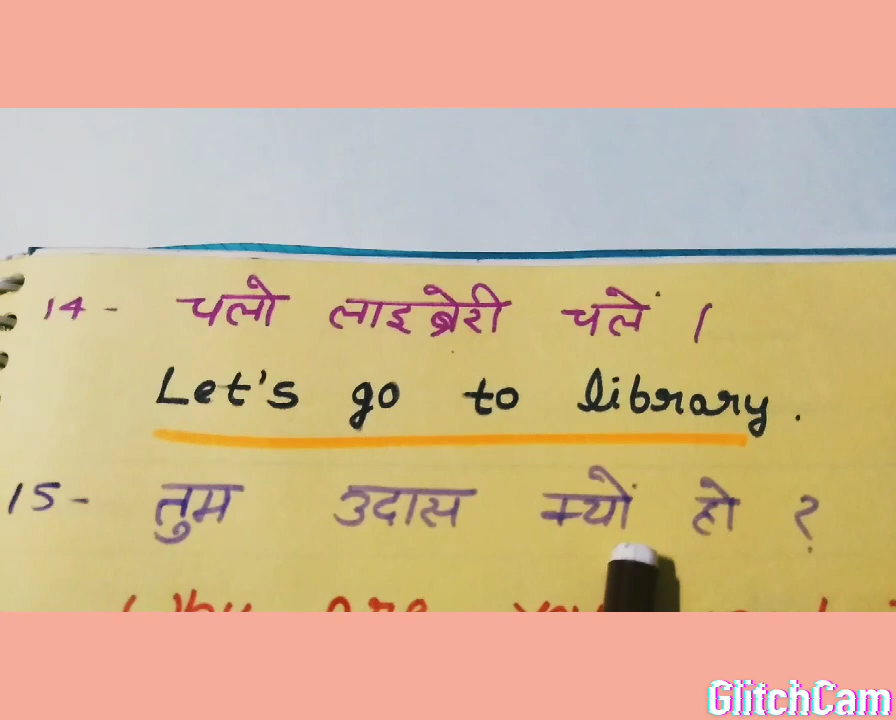 14- चलो लाइब्रेरी चलें ।
Let's go to library.
15- तुम उदास क्यों हो ?
GlitchCam